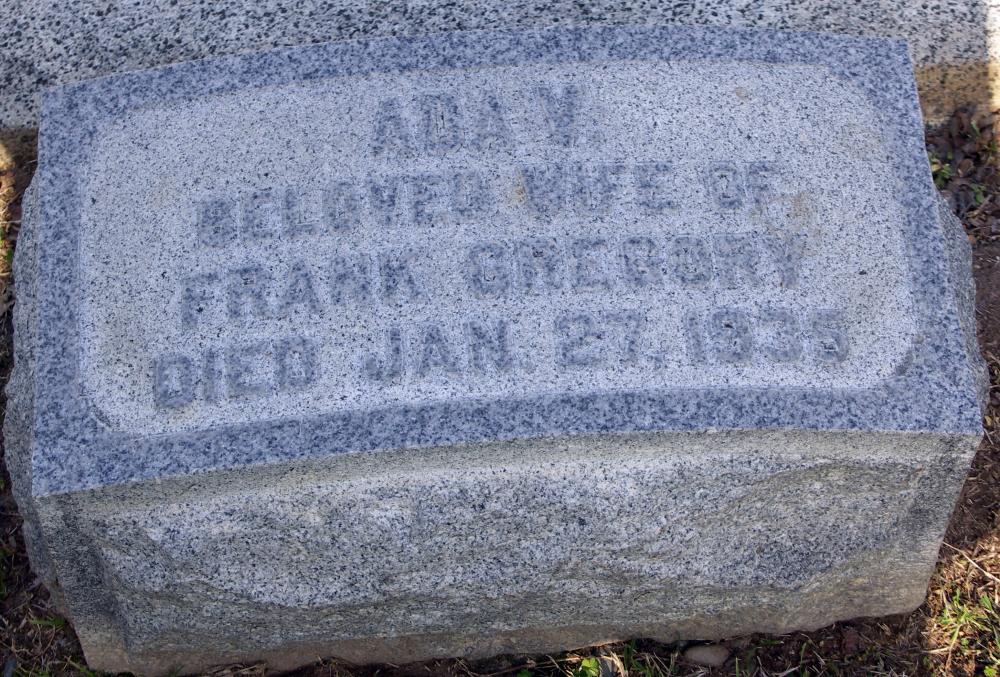 ADA V.
BELOVED WIFE OF
FRANK GREGORY
DIED JAN. 27, 1935